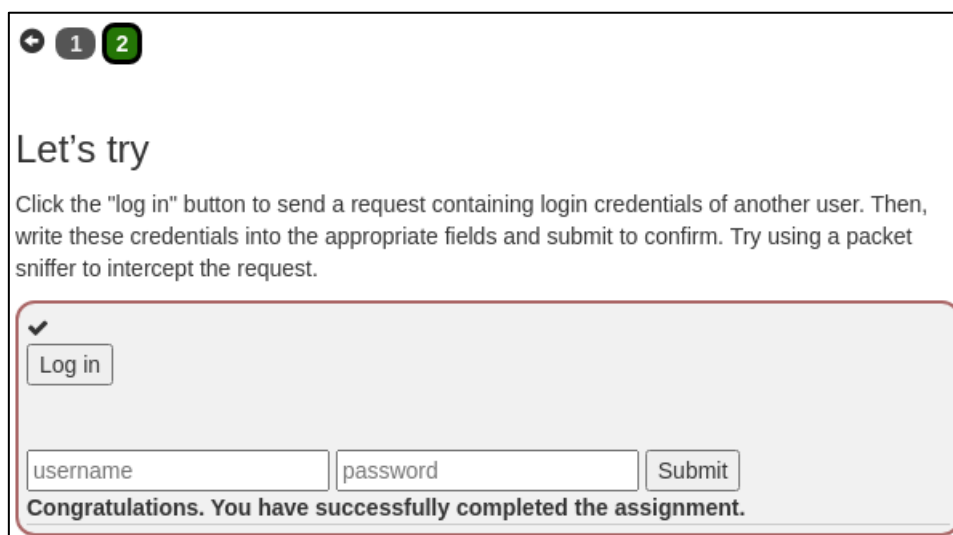 1 2
Let’s try
Click the "log in" button to send a request containing login credentials of another user. Then,
write these credentials into the appropriate fields and submit to confirm. Try using a packet
sniffer to intercept the request.
Log in
username password Submit
Congratulations. You have successfully completed the assignment.